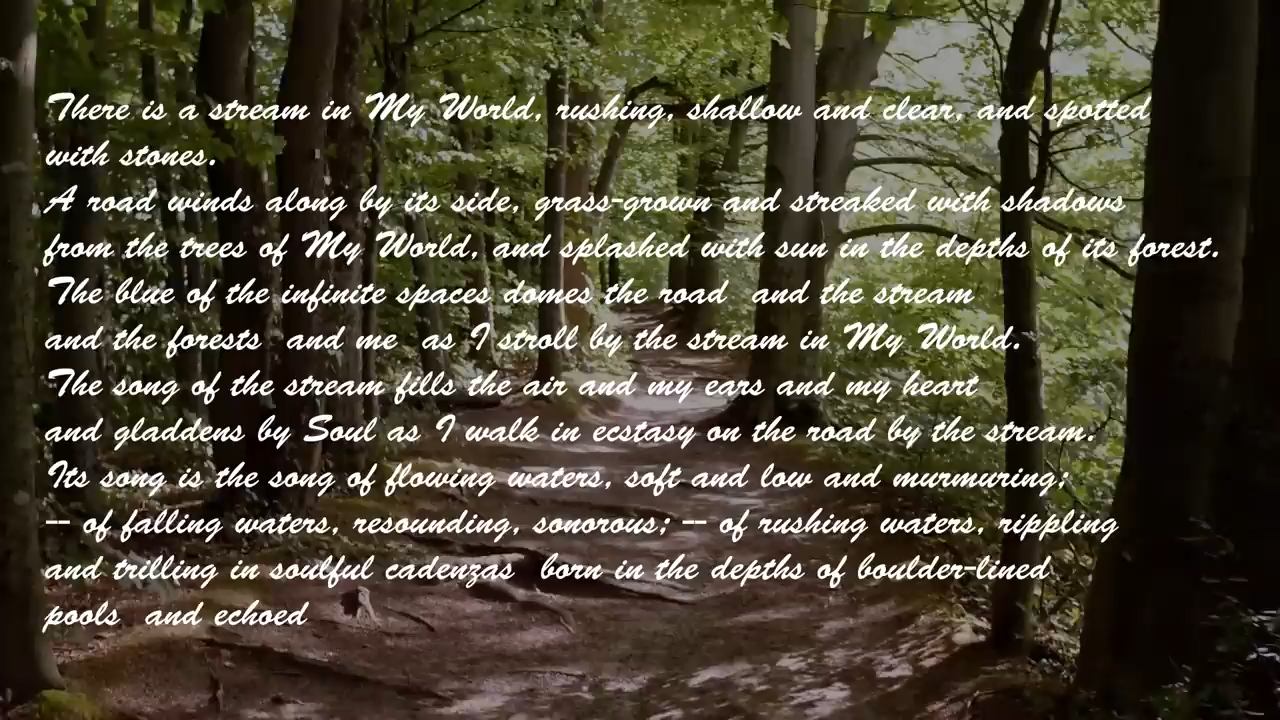 There is a stream in My World, rushing, shallow and clear, and spotted
with stones.
A road winds along by its side, grass-grown and streaked with shadows
from the trees of My World, and splashed with sun in the depths of its forest.
The blue of the infinite spaces domes the road  and the stream
and the forests  and me  as I stroll by the stream in My World.
The song of the stream fills the air and my ears and my heart
and gladdens by Soul as I walk in ecstasy on the road by the stream.
Its song is the song of flowing waters, soft and low and murmuring;
-- of falling waters, resounding, sonorous; -- of rushing waters, rippling
and trilling in soulful cadenzas  born in the depths of boulder-lined
pools  and echoed